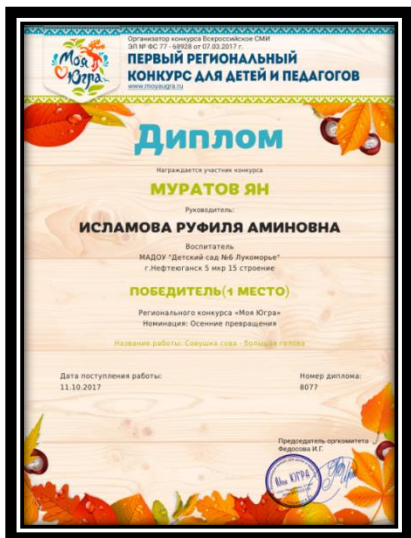 Моя Югра
Организатор конкурса Всероссийское СМИ
ЭЛ № ФС 77 - 68928 от 07.03.2017 г.
ПЕРВЫЙ РЕГИОНАЛЬНЫЙ
КОНКУРС ДЛЯ ДЕТЕЙ И ПЕДАГОГОВ
www.moyaugra.ru
Диплом
Награждается участник конкурса
МУРАТОВ ЯН
Руководитель:
ИСЛАМОВА РУФИЛЯ АМИНОВНА
Воспитатель
МАДОУ "Детский сад №6 Лукоморье"
г.Нефтеюганск 5 мкр 15 строение
ПОБЕДИТЕЛЬ(1 МЕСТО)
Регионального конкурса «Моя Югра»
Номинация: Осенние превращения
Название работы: Совушка сова - большая голова
Дата поступления работы:
11.10.2017
Номер диплома:
8077
Председатель оргкомитета
Федосова И.Г.